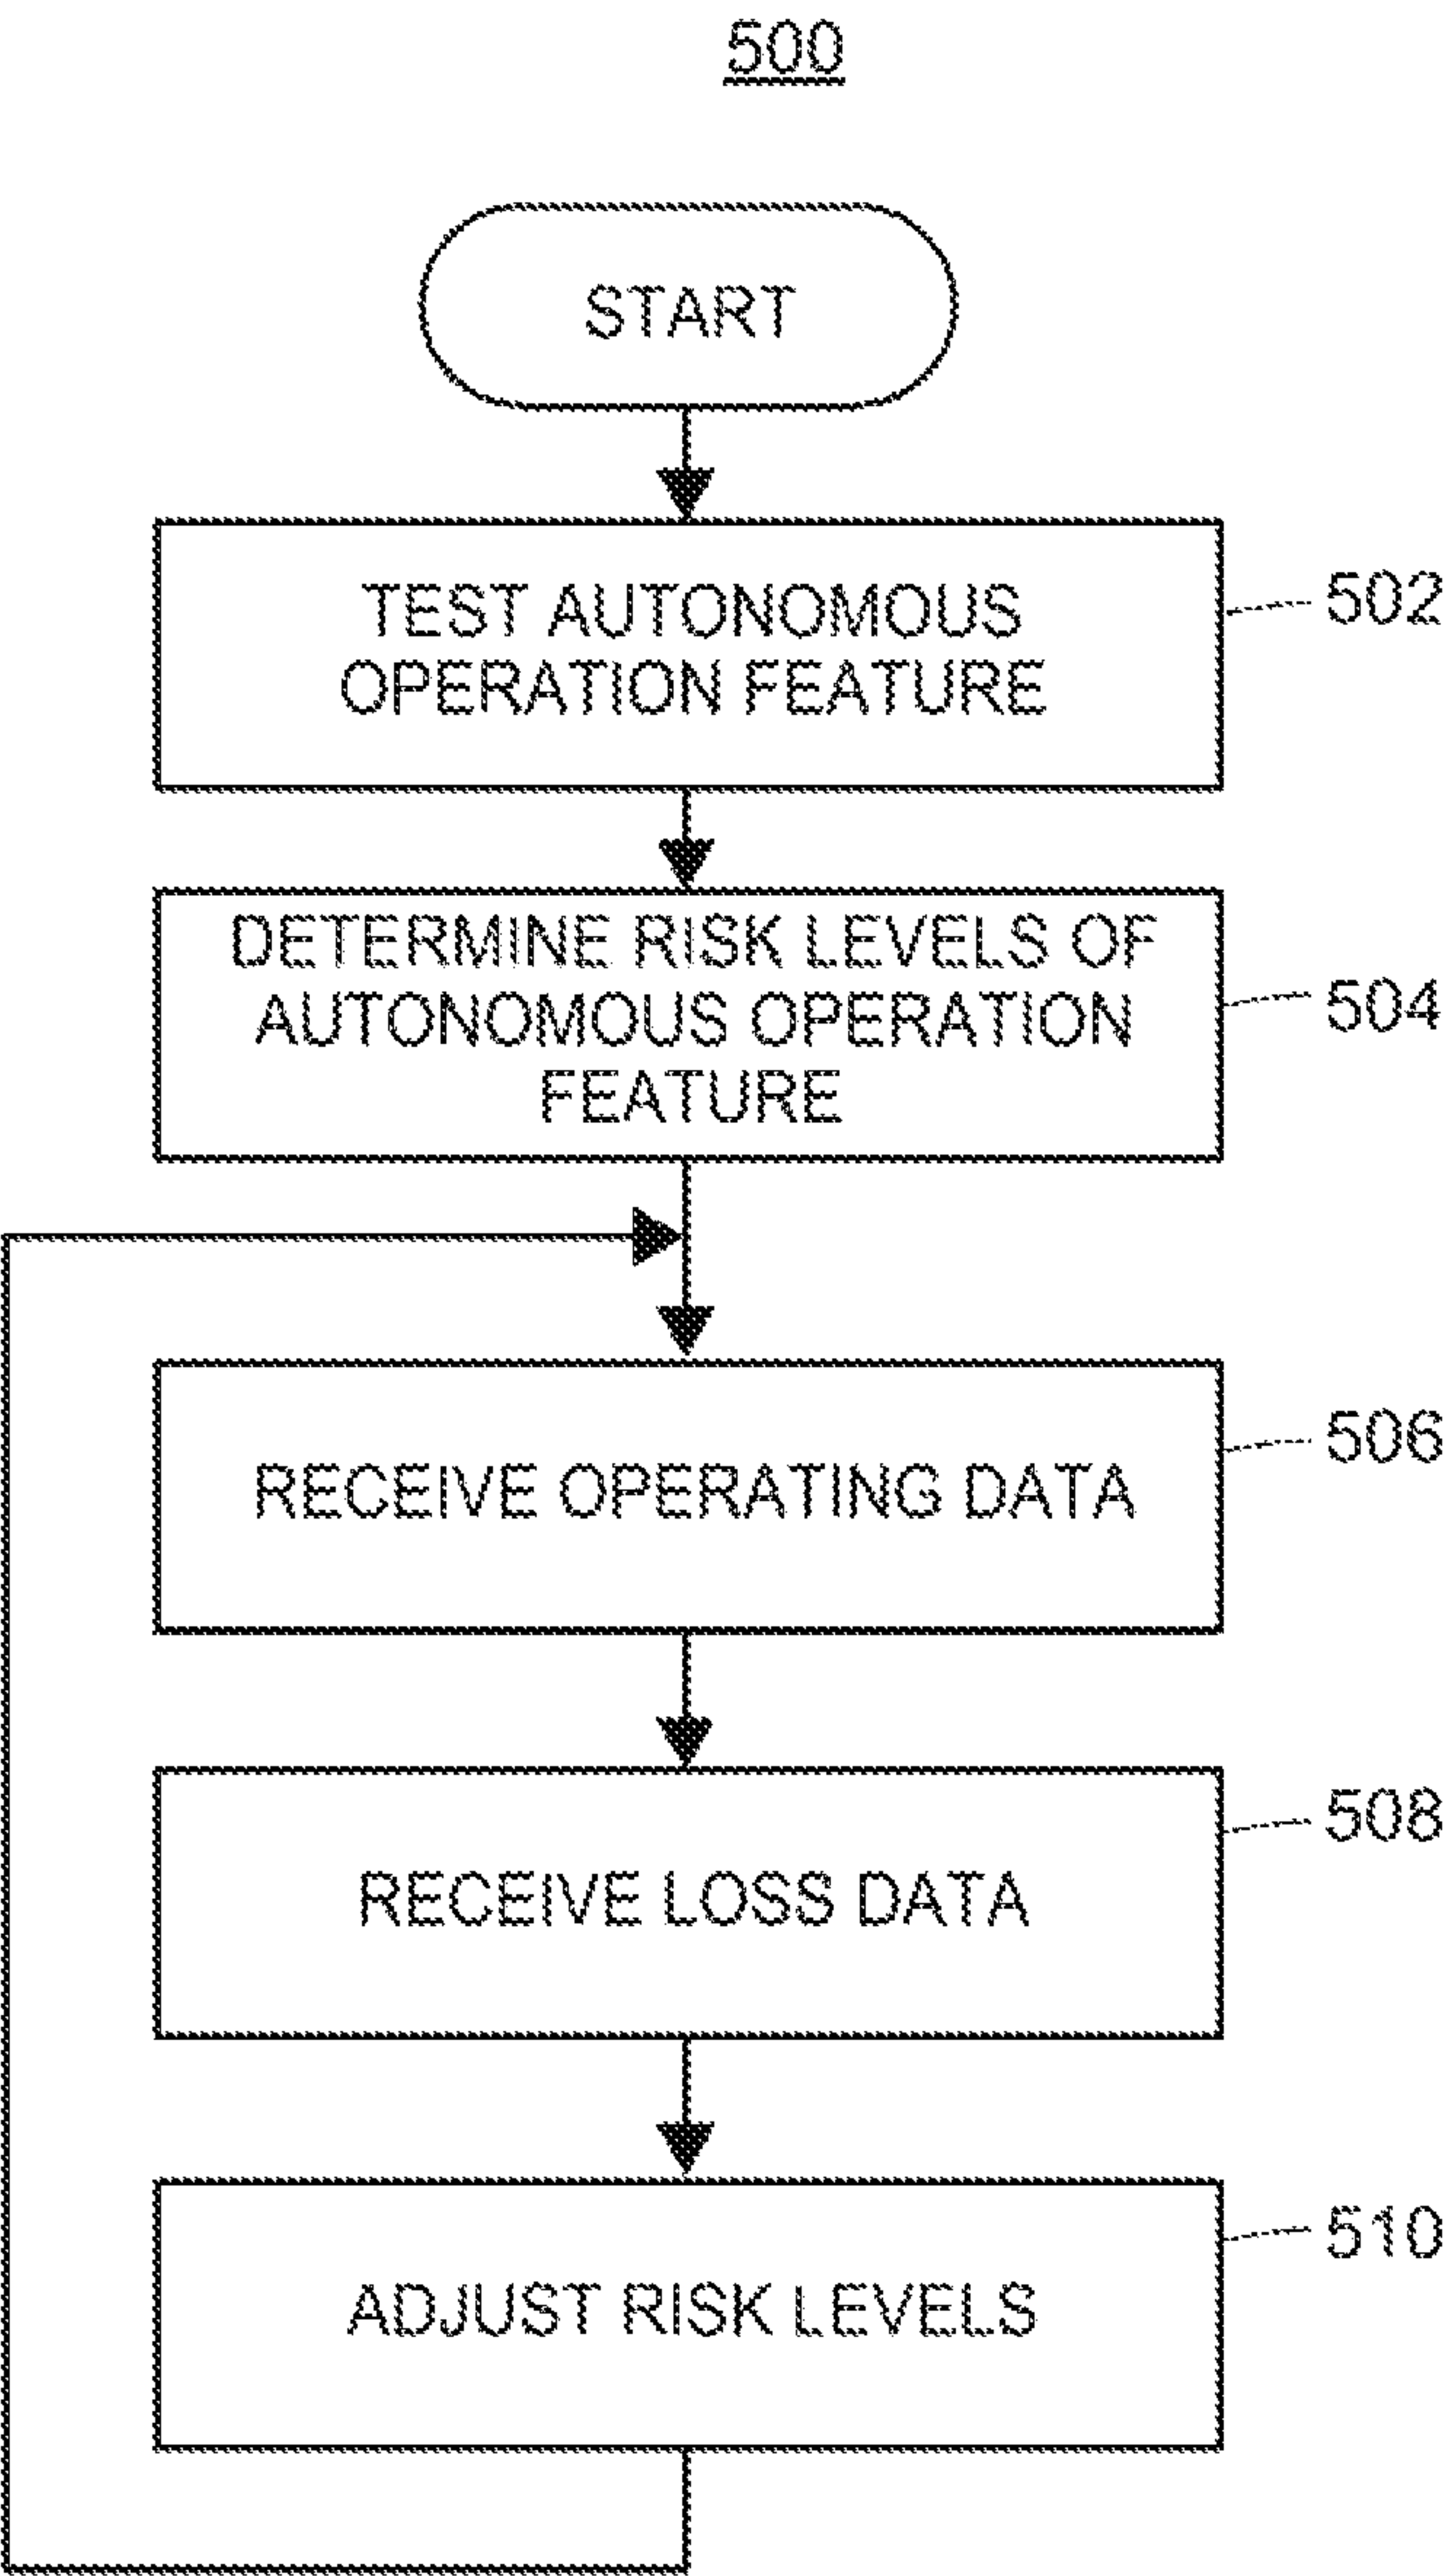 500
START
TEST AUTONOMOUS
OPERATION FEATURE
502
DETERMINE RISK LEVELS OF
AUTONOMOUS OPERATION
FEATURE
504
RECEIVE OPERATING DATA
506
RECEIVE LOSS DATA
508
ADJUST RISK LEVELS
510